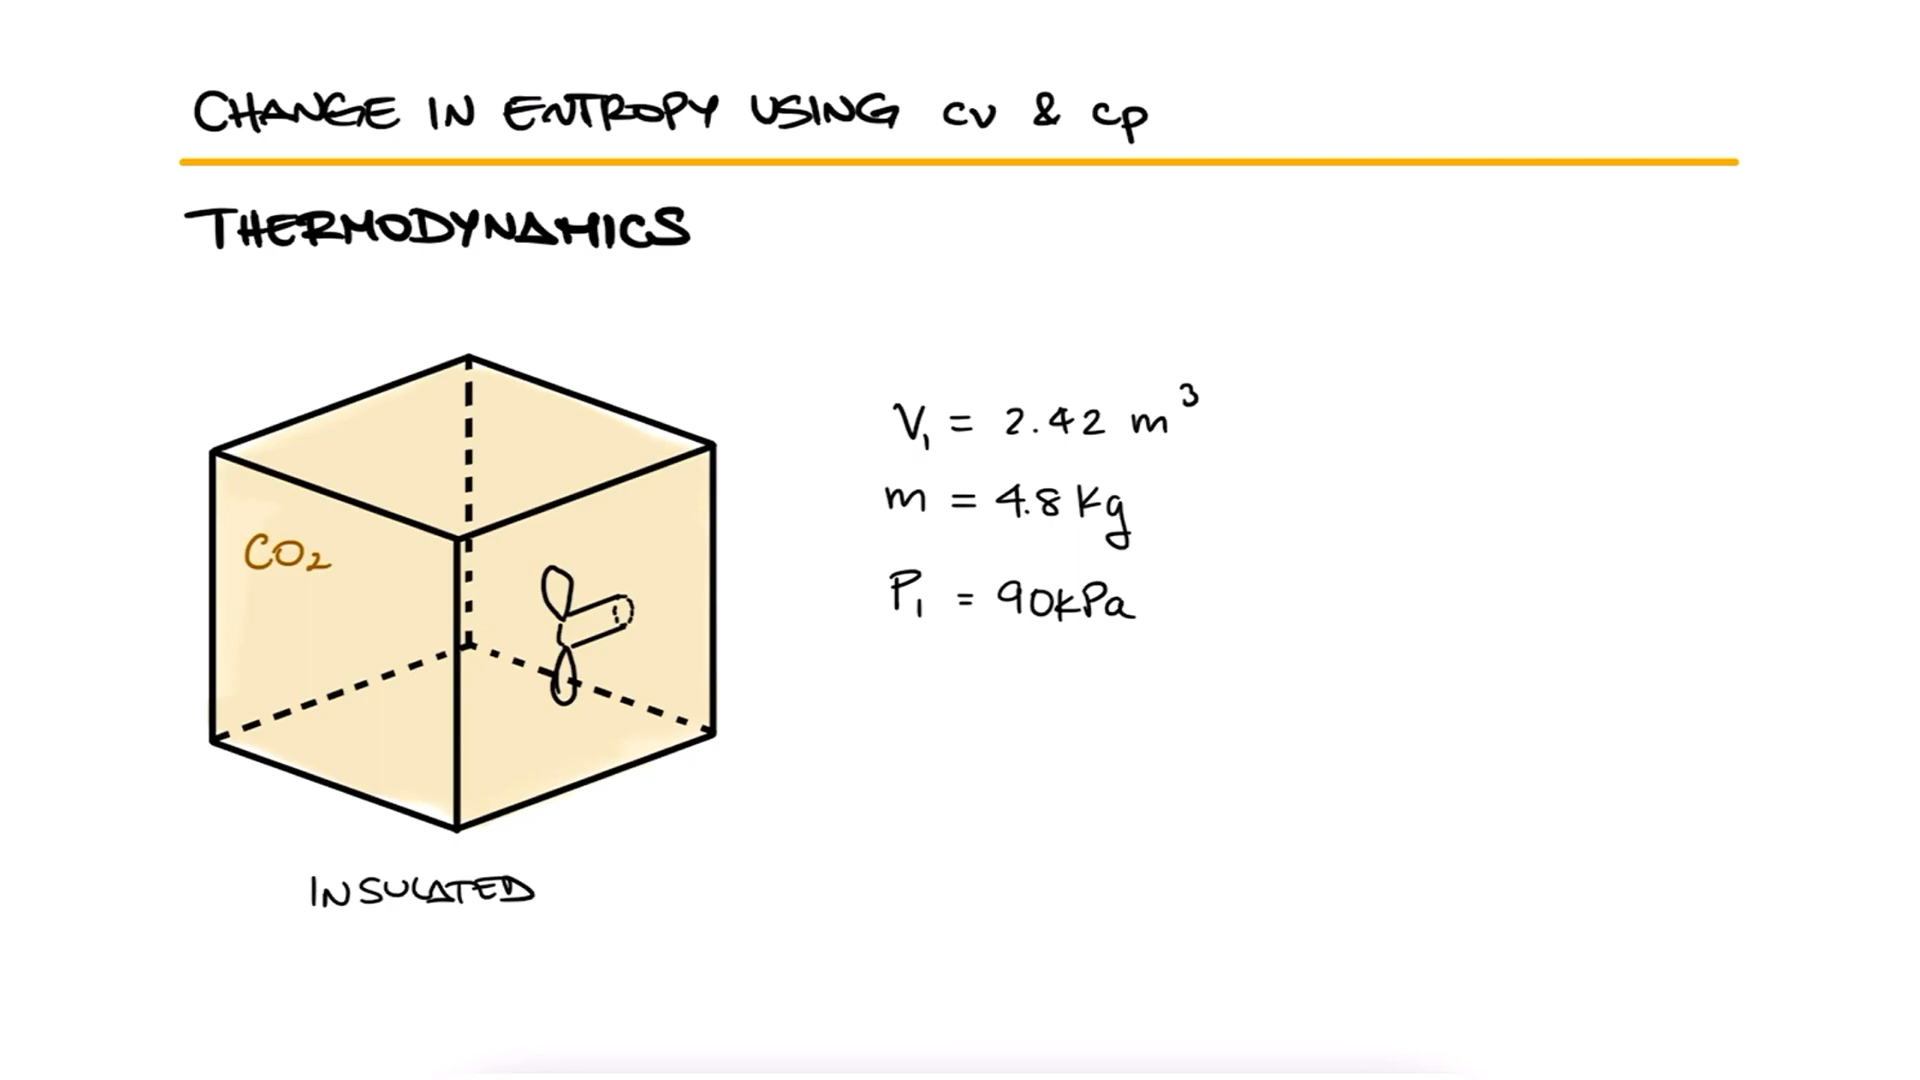 CHANGE IN ENTROPY USING cv & cp
THERMODYNAMICS
V₁ = 2.42 m³
m = 4.8 kg
CO₂
P₁ = 90kPa
INSULATED